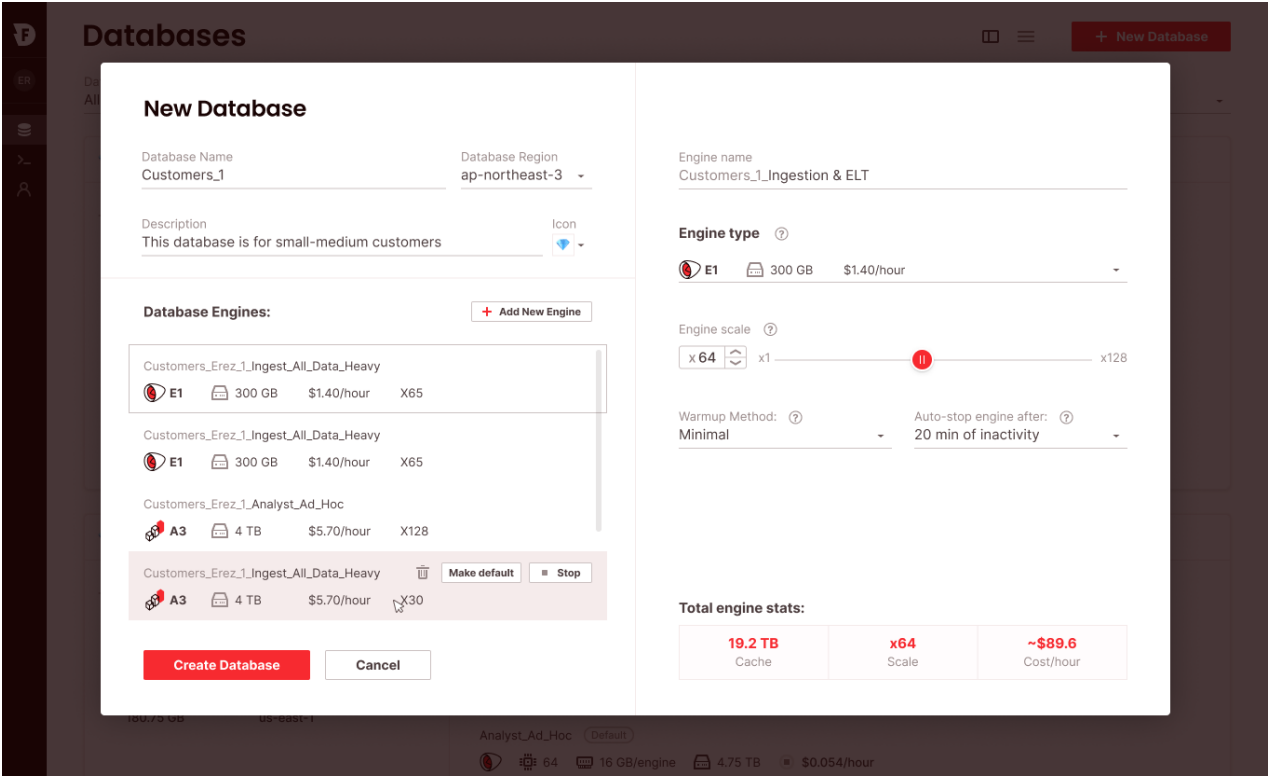 F
Databases
+ New Database
ER
Da
All
New Database
Database Name
Customers_1
Database Region
ap-northeast-3
Description
This database is for small-medium customers
Icon
Database Engines:
+ Add New Engine
Customers_Erez_1_Ingest_All_Data_Heavy
E1 300 GB $1.40/hour X65
Customers_Erez_1_Ingest_All_Data_Heavy
E1 300 GB $1.40/hour X65
Customers_Erez_1_Analyst_Ad_Hoc
A3 4 TB $5.70/hour X128
Customers_Erez_1_Ingest_All_Data_Heavy Make default Stop
A3 4 TB $5.70/hour X30
Create Database Cancel
Engine name
Customers_1_Ingestion & ELT
Engine type ?
E1 300 GB $1.40/hour
Engine scale ?
x 64 x1 x128
Warmup Method: ?
Minimal
Auto-stop engine after: ?
20 min of inactivity
Total engine stats:
19.2 TB
Cache
x64
Scale
~$89.6
Cost/hour
180.75 GB us-east-1
Analyst_Ad_Hoc Default
64 16 GB/engine 4.75 TB $0.054/hour